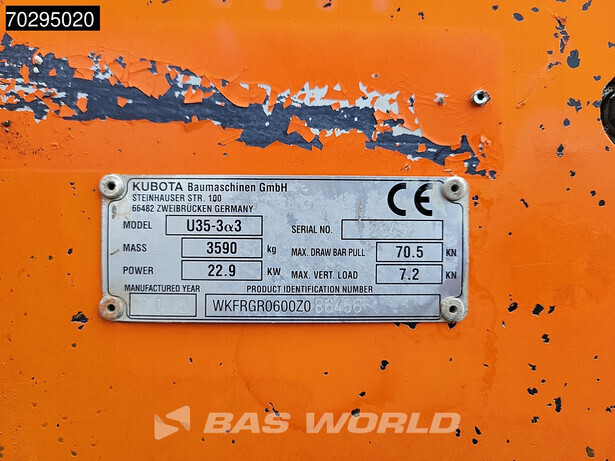 70295020
KUBOTA Baumaschinen GmbH
STEINHAUSER STR. 100
66482 ZWEIBRÜCKEN GERMANY
CE
MODEL U35-3α3 SERIAL NO.
MASS 3590 kg MAX. DRAW BAR PULL 70.5 KN
POWER 22.9 KW MAX. VERT. LOAD 7.2 KN
MANUFACTURED YEAR PRODUCT IDENTIFICATION NUMBER
WKFRGR0600Z086456
BAS WORLD